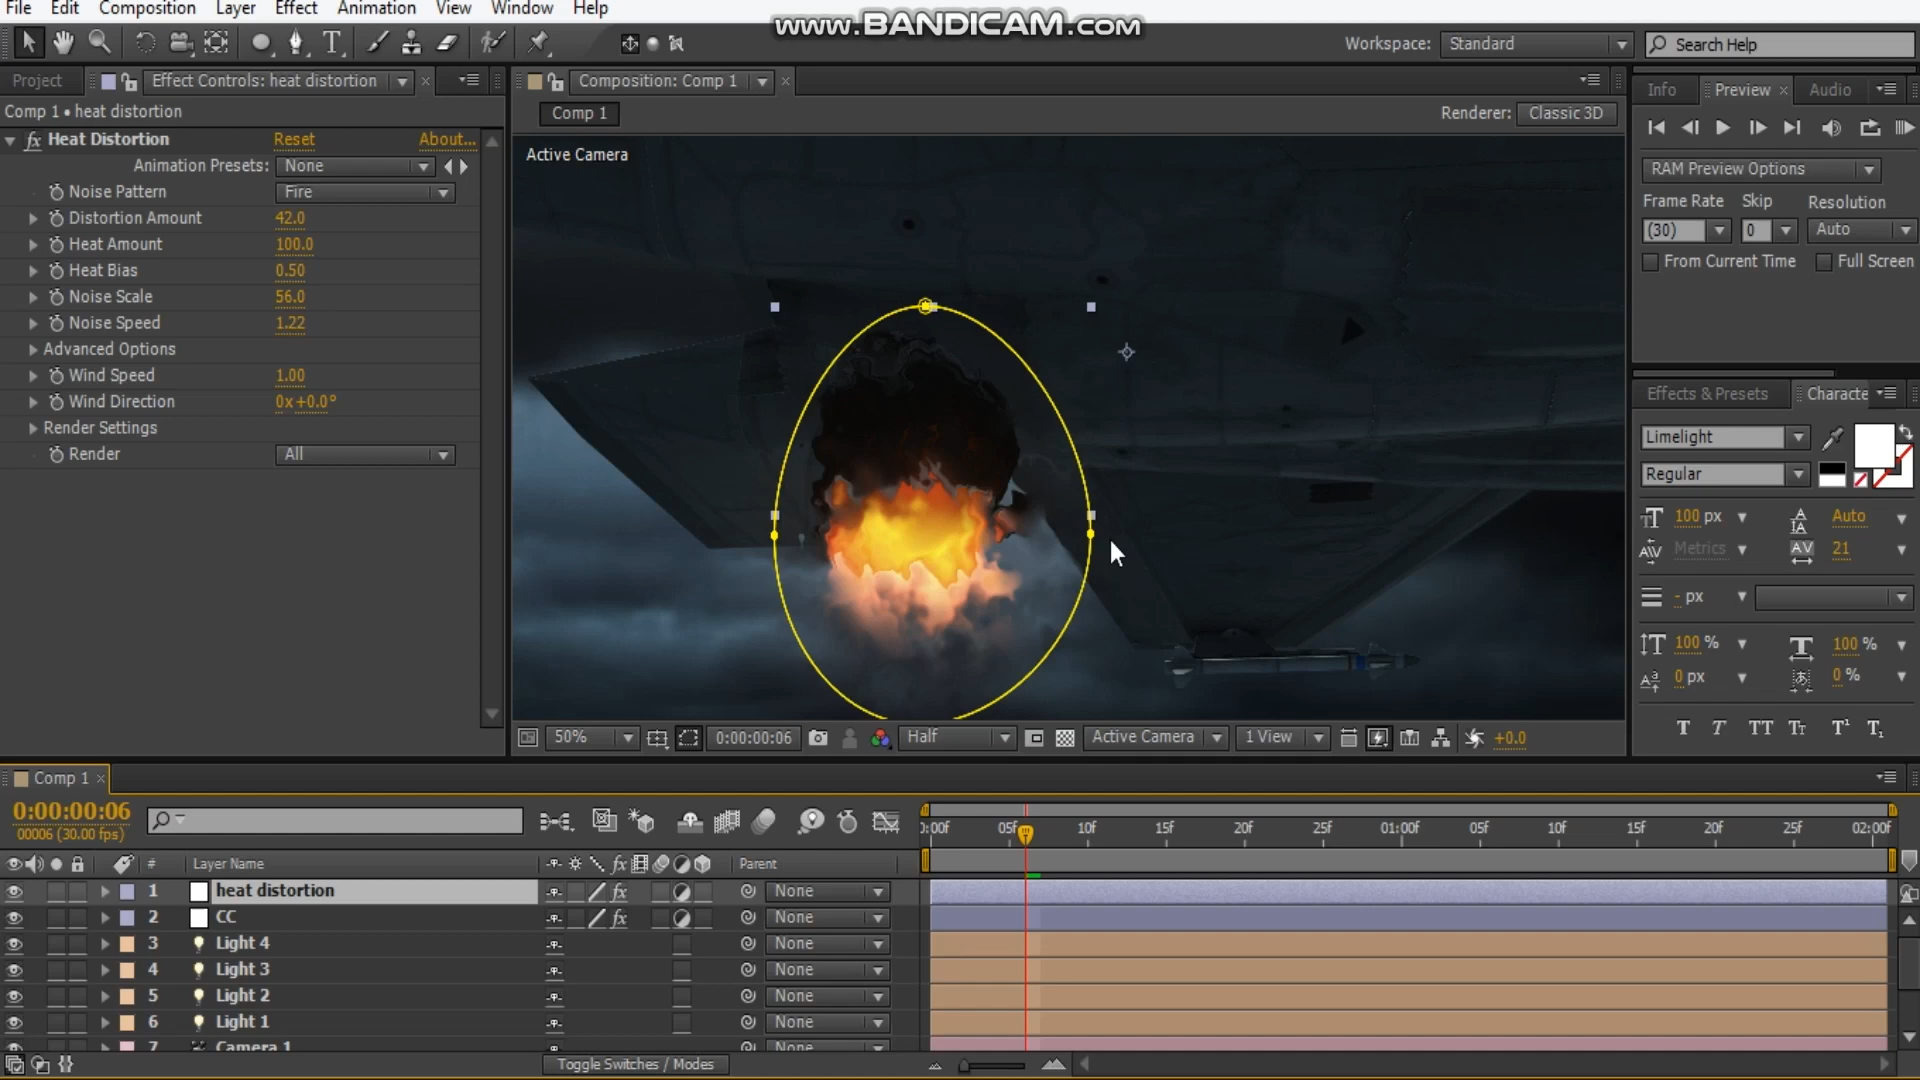 File Edit Composition Layer Effect Animation View Window Help
www.BANDICAM.com
Workspace: Standard Search Help
Project Effect Controls: heat distortion Composition: Comp 1 Info Preview Audio
Comp 1 • heat distortion Comp 1 Renderer: Classic 3D
fx Heat Distortion Reset About...
Animation Presets: None
Noise Pattern Fire
Distortion Amount 42.0
Heat Amount 100.0
Heat Bias 0.50
Noise Scale 56.0
Noise Speed 1.22
Advanced Options
Wind Speed 1.00
Wind Direction 0x+0.0°
Render Settings
Render All
Active Camera
50% 0:00:00:06 Half Active Camera 1 View +0.0
RAM Preview Options
Frame Rate Skip Resolution
(30) 0 Auto
From Current Time Full Screen
Effects & Presets Characte
Limelight
Regular
100 px Auto
Metrics 21
- px
100 % 100 %
0 px 0 %
T T TT Tt T¹ T₁
Comp 1
0:00:00:06
00006 (30.00 fps)
0:00f 05f 10f 15f 20f 25f 01:00f 05f 10f 15f 20f 25f 02:00f
# Layer Name fx Parent
1 heat distortion fx None
2 CC fx None
3 Light 4 None
4 Light 3 None
5 Light 2 None
6 Light 1 None
7 Camera 1 None
Toggle Switches / Modes